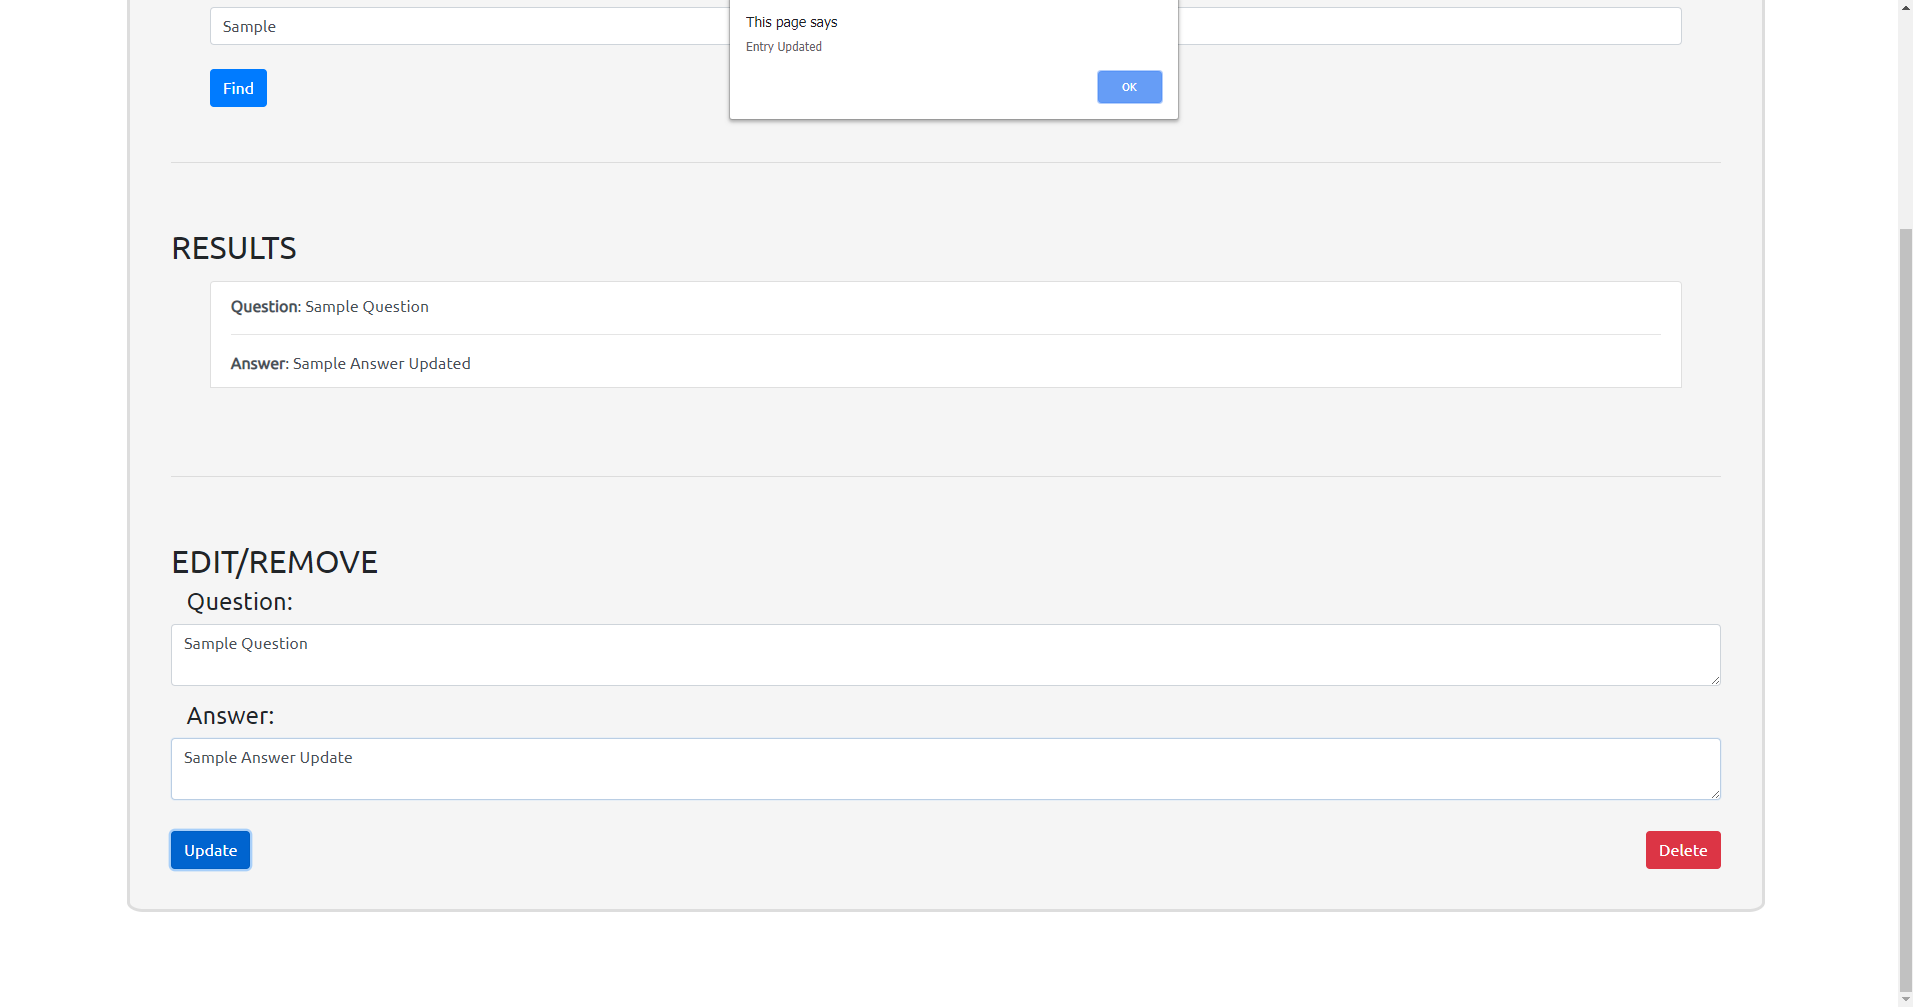 Sample
This page says
Entry Updated
OK
Find
RESULTS
Question: Sample Question
Answer: Sample Answer Updated
EDIT/REMOVE
Question:
Sample Question
Answer:
Sample Answer Update
Update
Delete